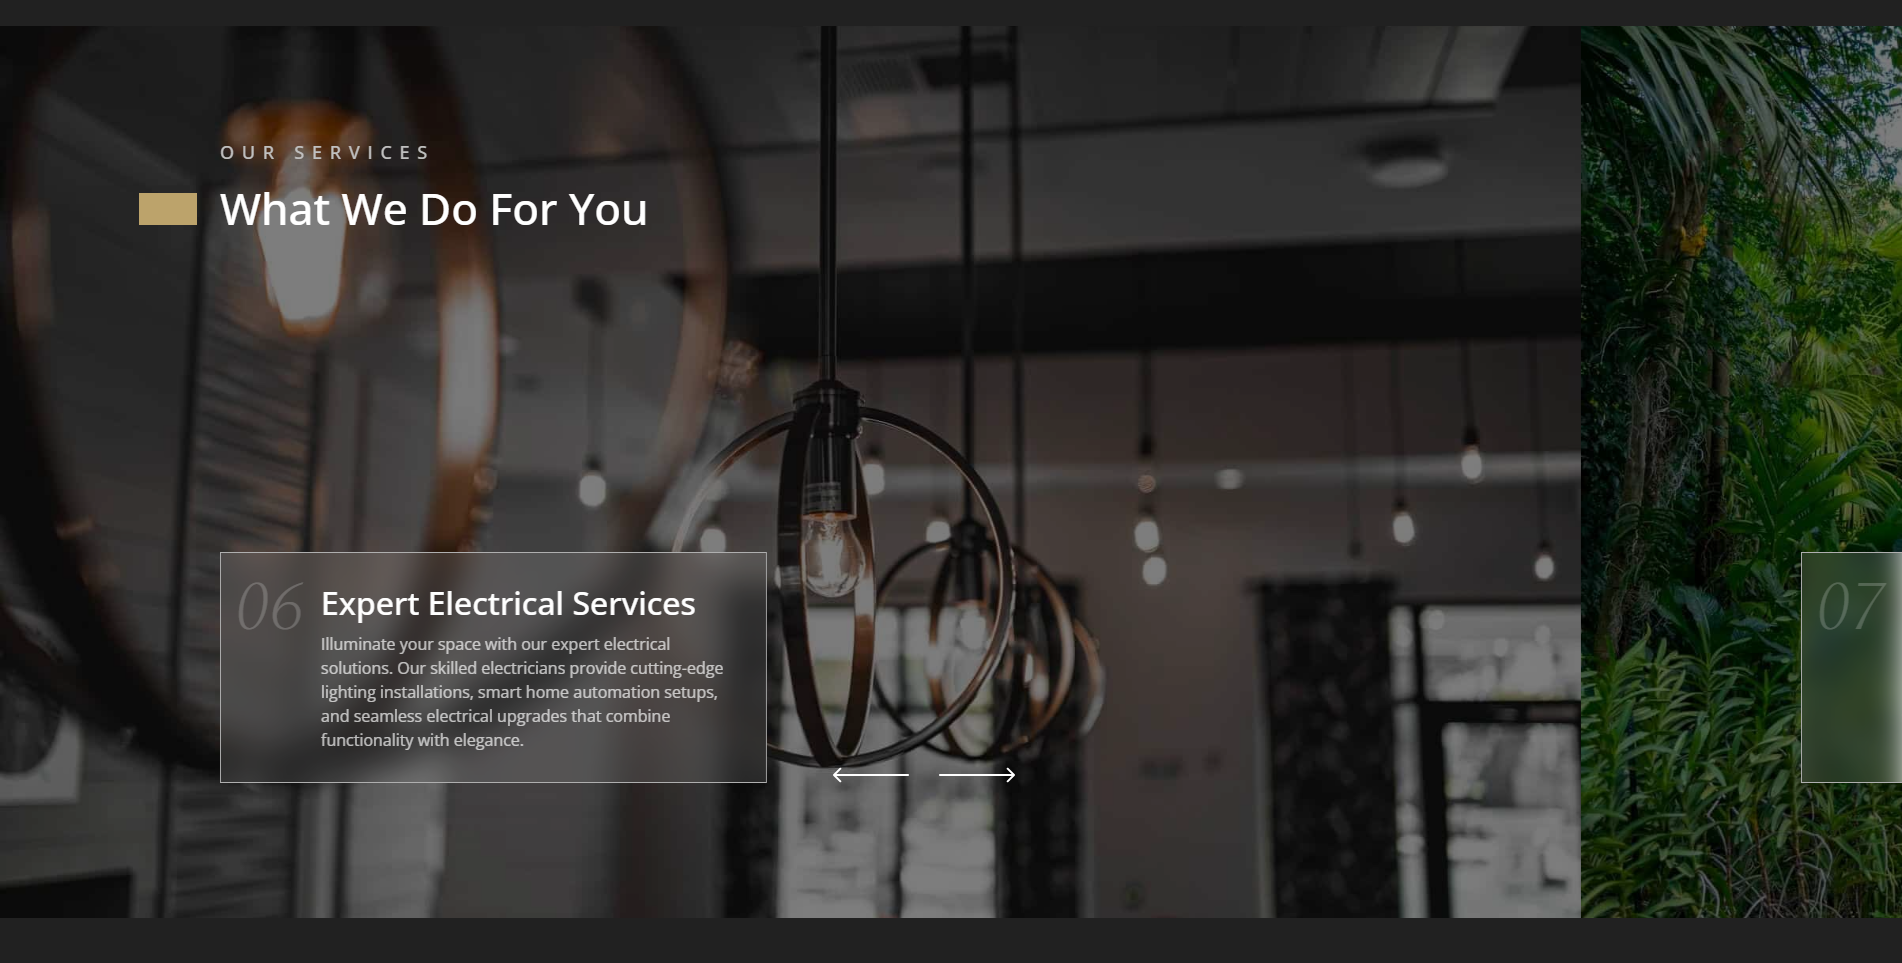 OUR SERVICES
What We Do For You
06
Expert Electrical Services
Illuminate your space with our expert electrical
solutions. Our skilled electricians provide cutting-edge
lighting installations, smart home automation setups,
and seamless electrical upgrades that combine
functionality with elegance.
07